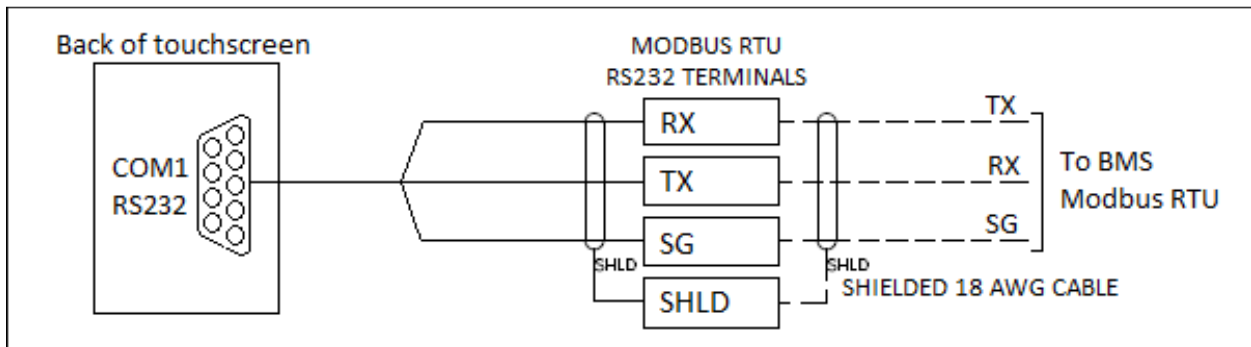 Back of touchscreen
COM1
RS232
MODBUS RTU
RS232 TERMINALS
RX
TX
SG
SHLD
SHLD
TX
RX
SG
SHLD
SHIELDED 18 AWG CABLE
To BMS
Modbus RTU